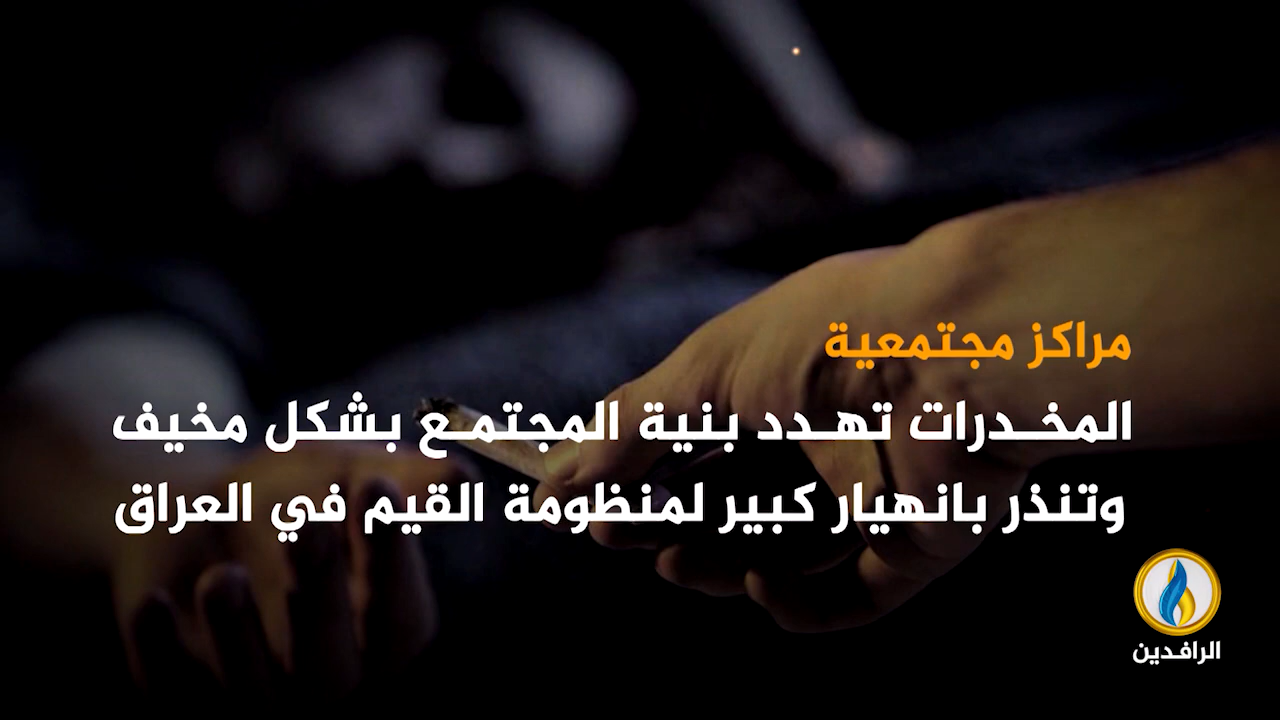 مراكز مجتمعية
المخدرات تهدد بنية المجتمع بشكل مخيف
وتنذر بانهيار كبير لمنظومة القيم في العراق
الرافدين